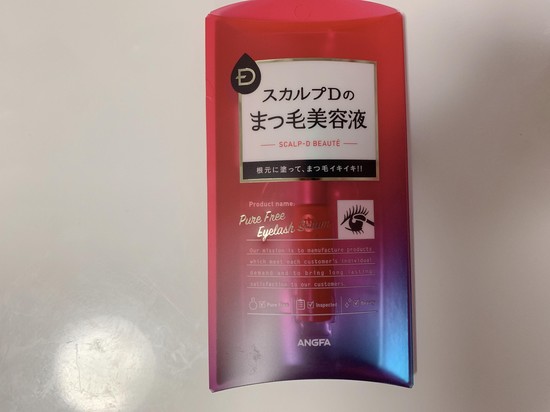 スカルプDの
まつ毛美容液
SCALP-D BEAUTÉ
根元に塗って、まつ毛イキイキ!!
Product name:
Pure Free
Eyelash
Our mission is to manufacture products
which meet each customer's individual
demand and to bring long lasting
satisfaction to our customers.
Inspected
ANGFA